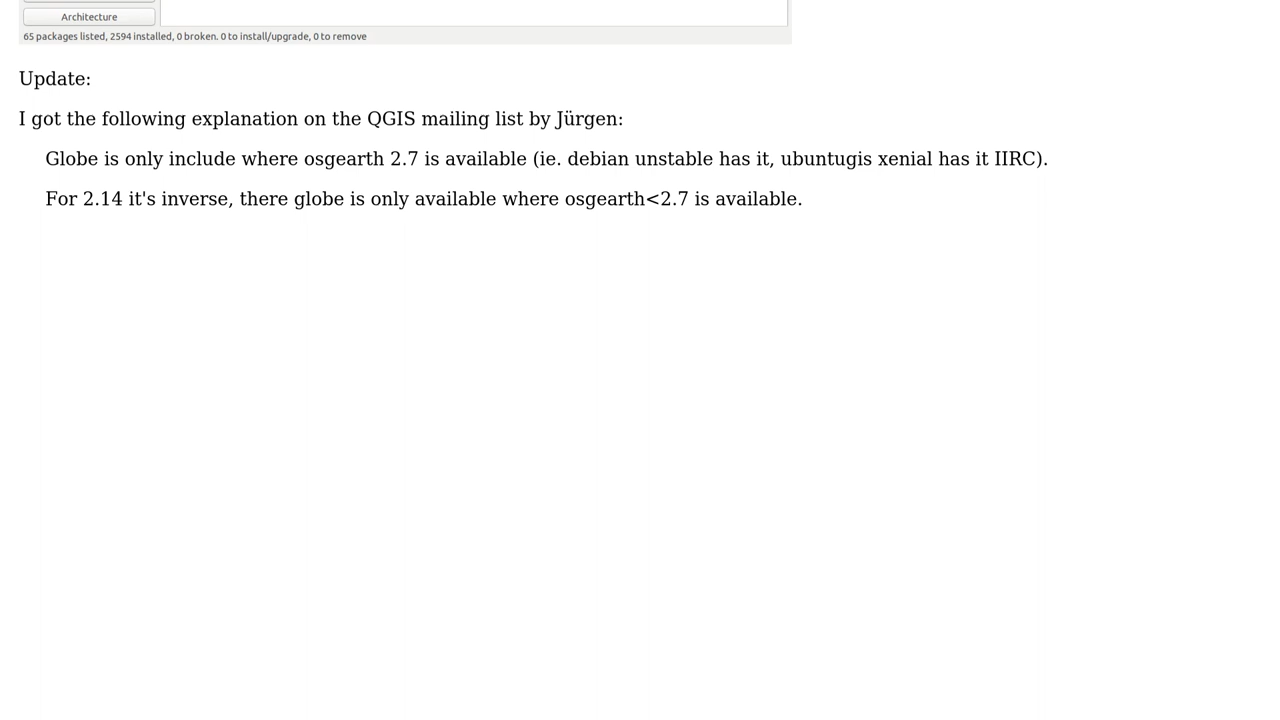 Architecture
65 packages listed, 2594 installed, 0 broken. 0 to install/upgrade, 0 to remove
Update:
I got the following explanation on the QGIS mailing list by Jürgen:
Globe is only include where osgearth 2.7 is available (ie. debian unstable has it, ubuntugis xenial has it IIRC).
For 2.14 it's inverse, there globe is only available where osgearth<2.7 is available.